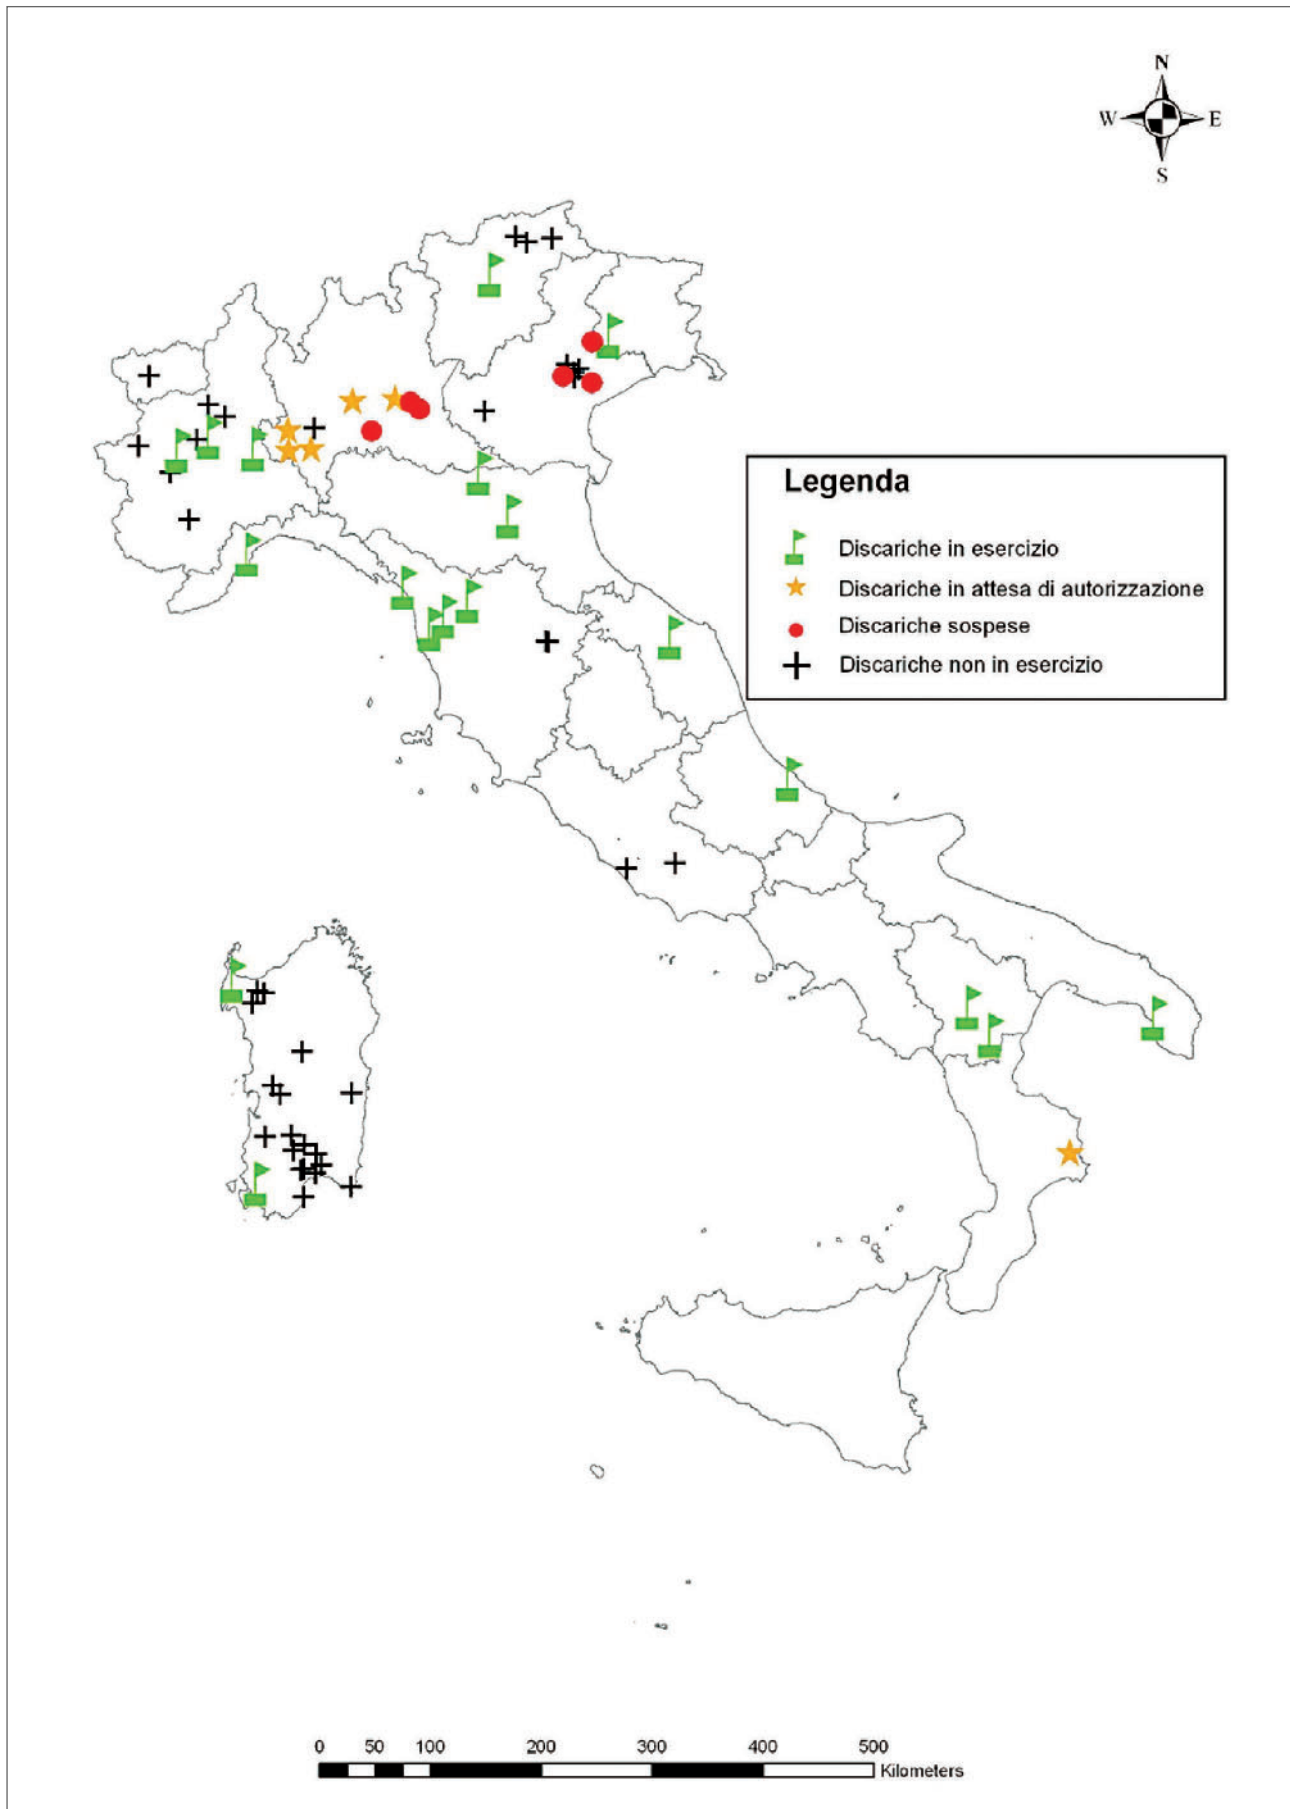 N
W E
S
Legenda
Discariche in esercizio
Discariche in attesa di autorizzazione
Discariche sospese
Discariche non in esercizio
0 50 100 200 300 400 500
Kilometers